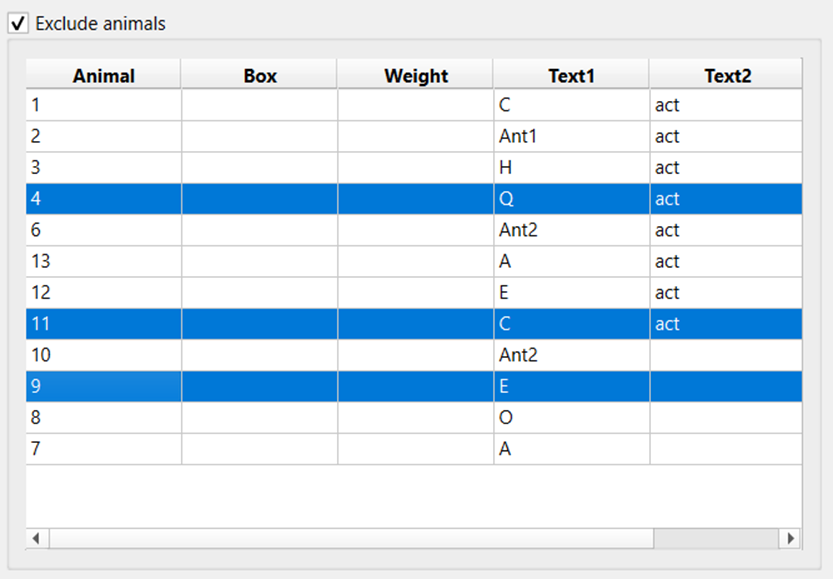 Exclude animals
Animal Box Weight Text1 Text2
1 C act
2 Ant1 act
3 H act
4 Q act
6 Ant2 act
13 A act
12 E act
11 C act
10 Ant2
9 E
8 O
7 A